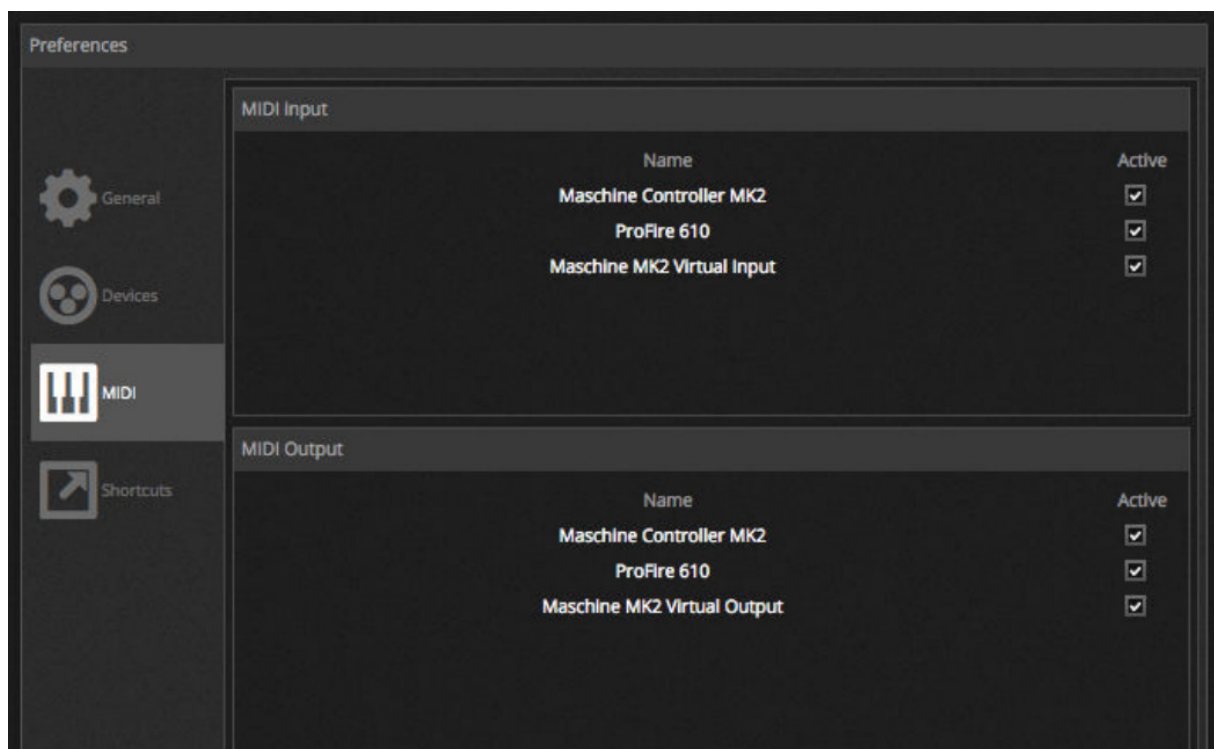 Preferences
MIDI Input
Name Active
Maschine Controller MK2
ProFire 610
Maschine MK2 Virtual Input
General
Devices
MIDI
Shortcuts
MIDI Output
Name Active
Maschine Controller MK2
ProFire 610
Maschine MK2 Virtual Output